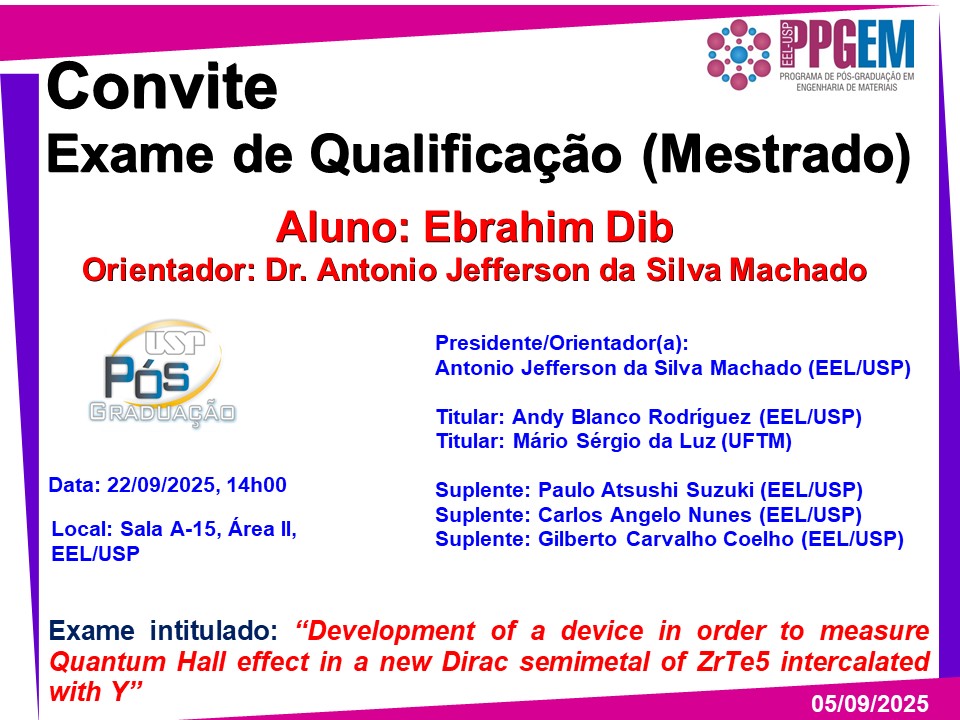 EEL-USP
PPGEM
PROGRAMA DE PÓS-GRADUAÇÃO EM
ENGENHARIA DE MATERIAIS
Convite
Exame de Qualificação (Mestrado)
Aluno: Ebrahim Dib
Orientador: Dr. Antonio Jefferson da Silva Machado
USP
Pós
GRADUAÇÃO
Data: 22/09/2025, 14h00
Local: Sala A-15, Área II,
EEL/USP
Presidente/Orientador(a):
Antonio Jefferson da Silva Machado (EEL/USP)
Titular: Andy Blanco Rodríguez (EEL/USP)
Titular: Mário Sérgio da Luz (UFTM)
Suplente: Paulo Atsushi Suzuki (EEL/USP)
Suplente: Carlos Angelo Nunes (EEL/USP)
Suplente: Gilberto Carvalho Coelho (EEL/USP)
Exame intitulado: “Development of a device in order to measure
Quantum Hall effect in a new Dirac semimetal of ZrTe5 intercalated
with Y”
05/09/2025